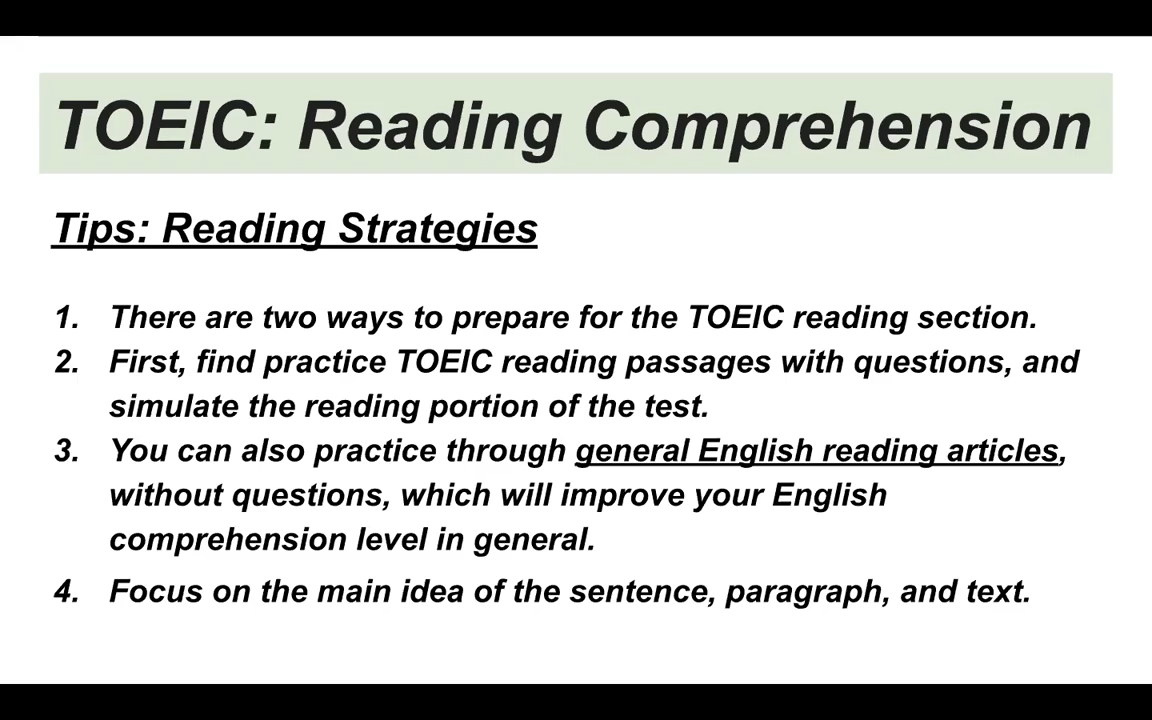 TOEIC: Reading Comprehension
Tips: Reading Strategies
1. There are two ways to prepare for the TOEIC reading section.
2. First, find practice TOEIC reading passages with questions, and
simulate the reading portion of the test.
3. You can also practice through general English reading articles,
without questions, which will improve your English
comprehension level in general.
4. Focus on the main idea of the sentence, paragraph, and text.